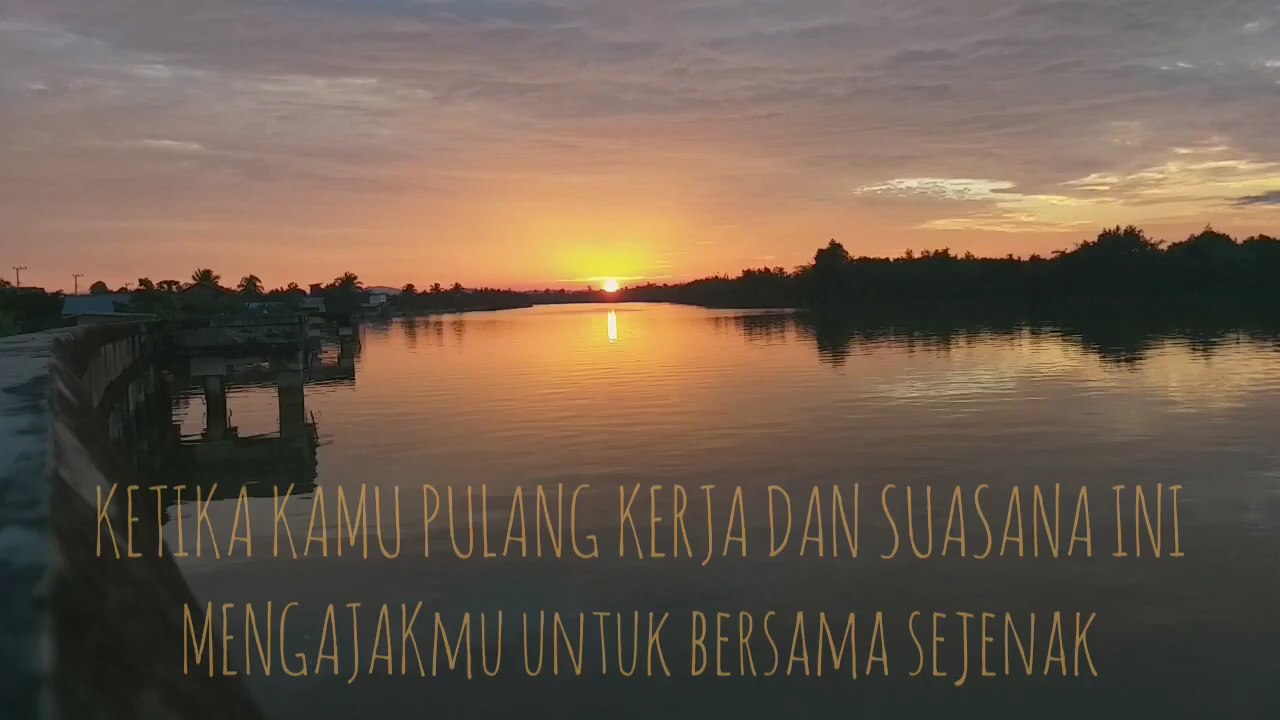 KETIKA KAMU PULANG KERJA DAN SUASANA INI
MENGAJAKMU UNTUK BERSAMA SEJENAK